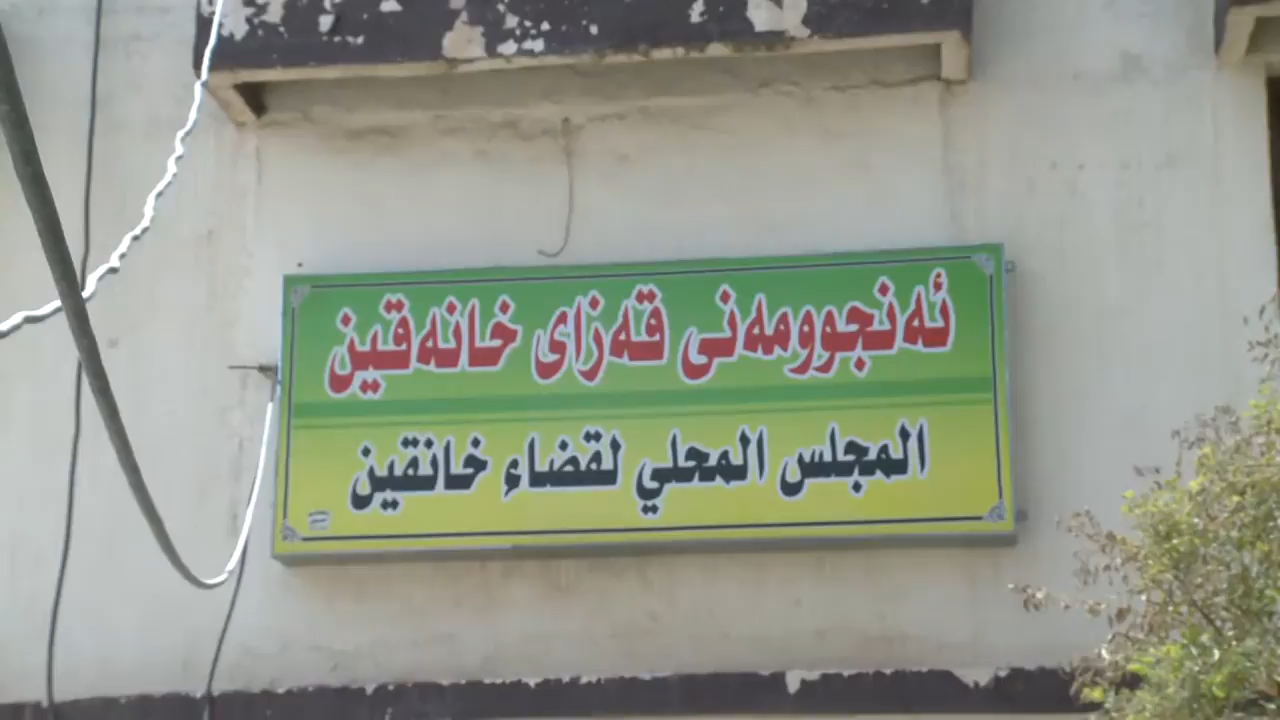 ئەنجوومەنی قەزای خانەقین
المجلس المحلي لقضاء خانقين